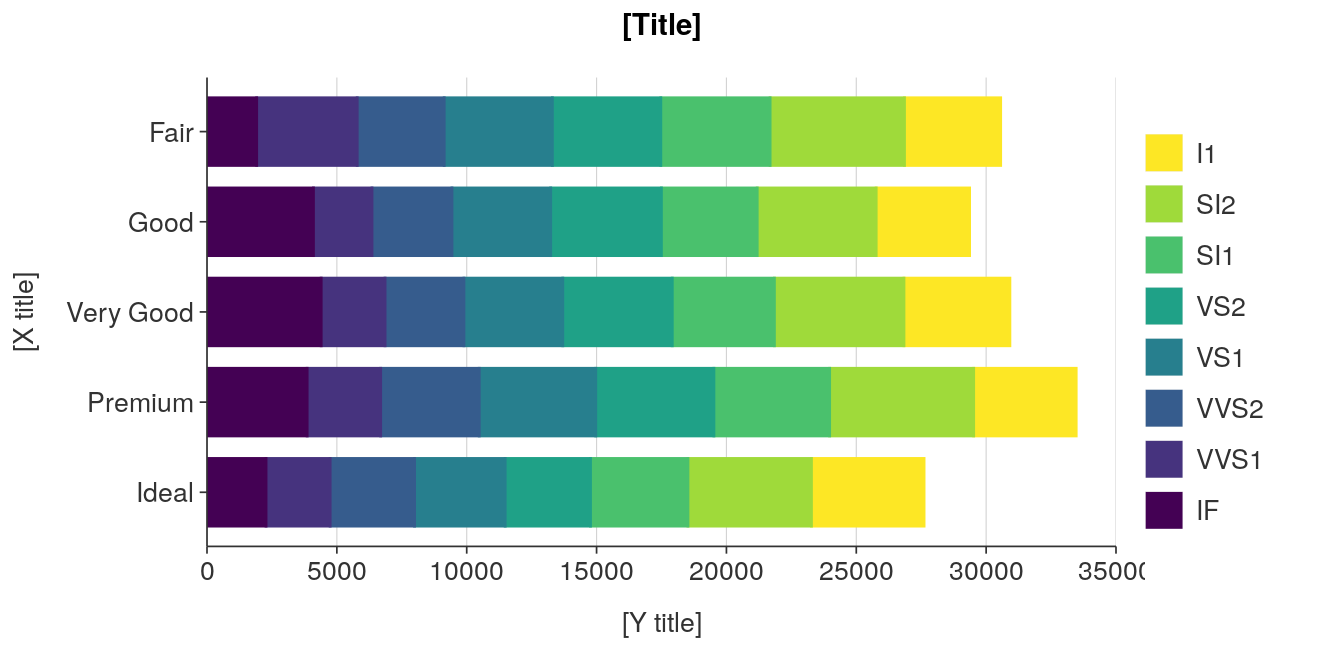 [Title]
Fair
Good
Very Good
Premium
Ideal
[X title]
0
5000
10000
15000
20000
25000
30000
3500
[Y title]
I1
SI2
SI1
VS2
VS1
VVS2
VVS1
IF